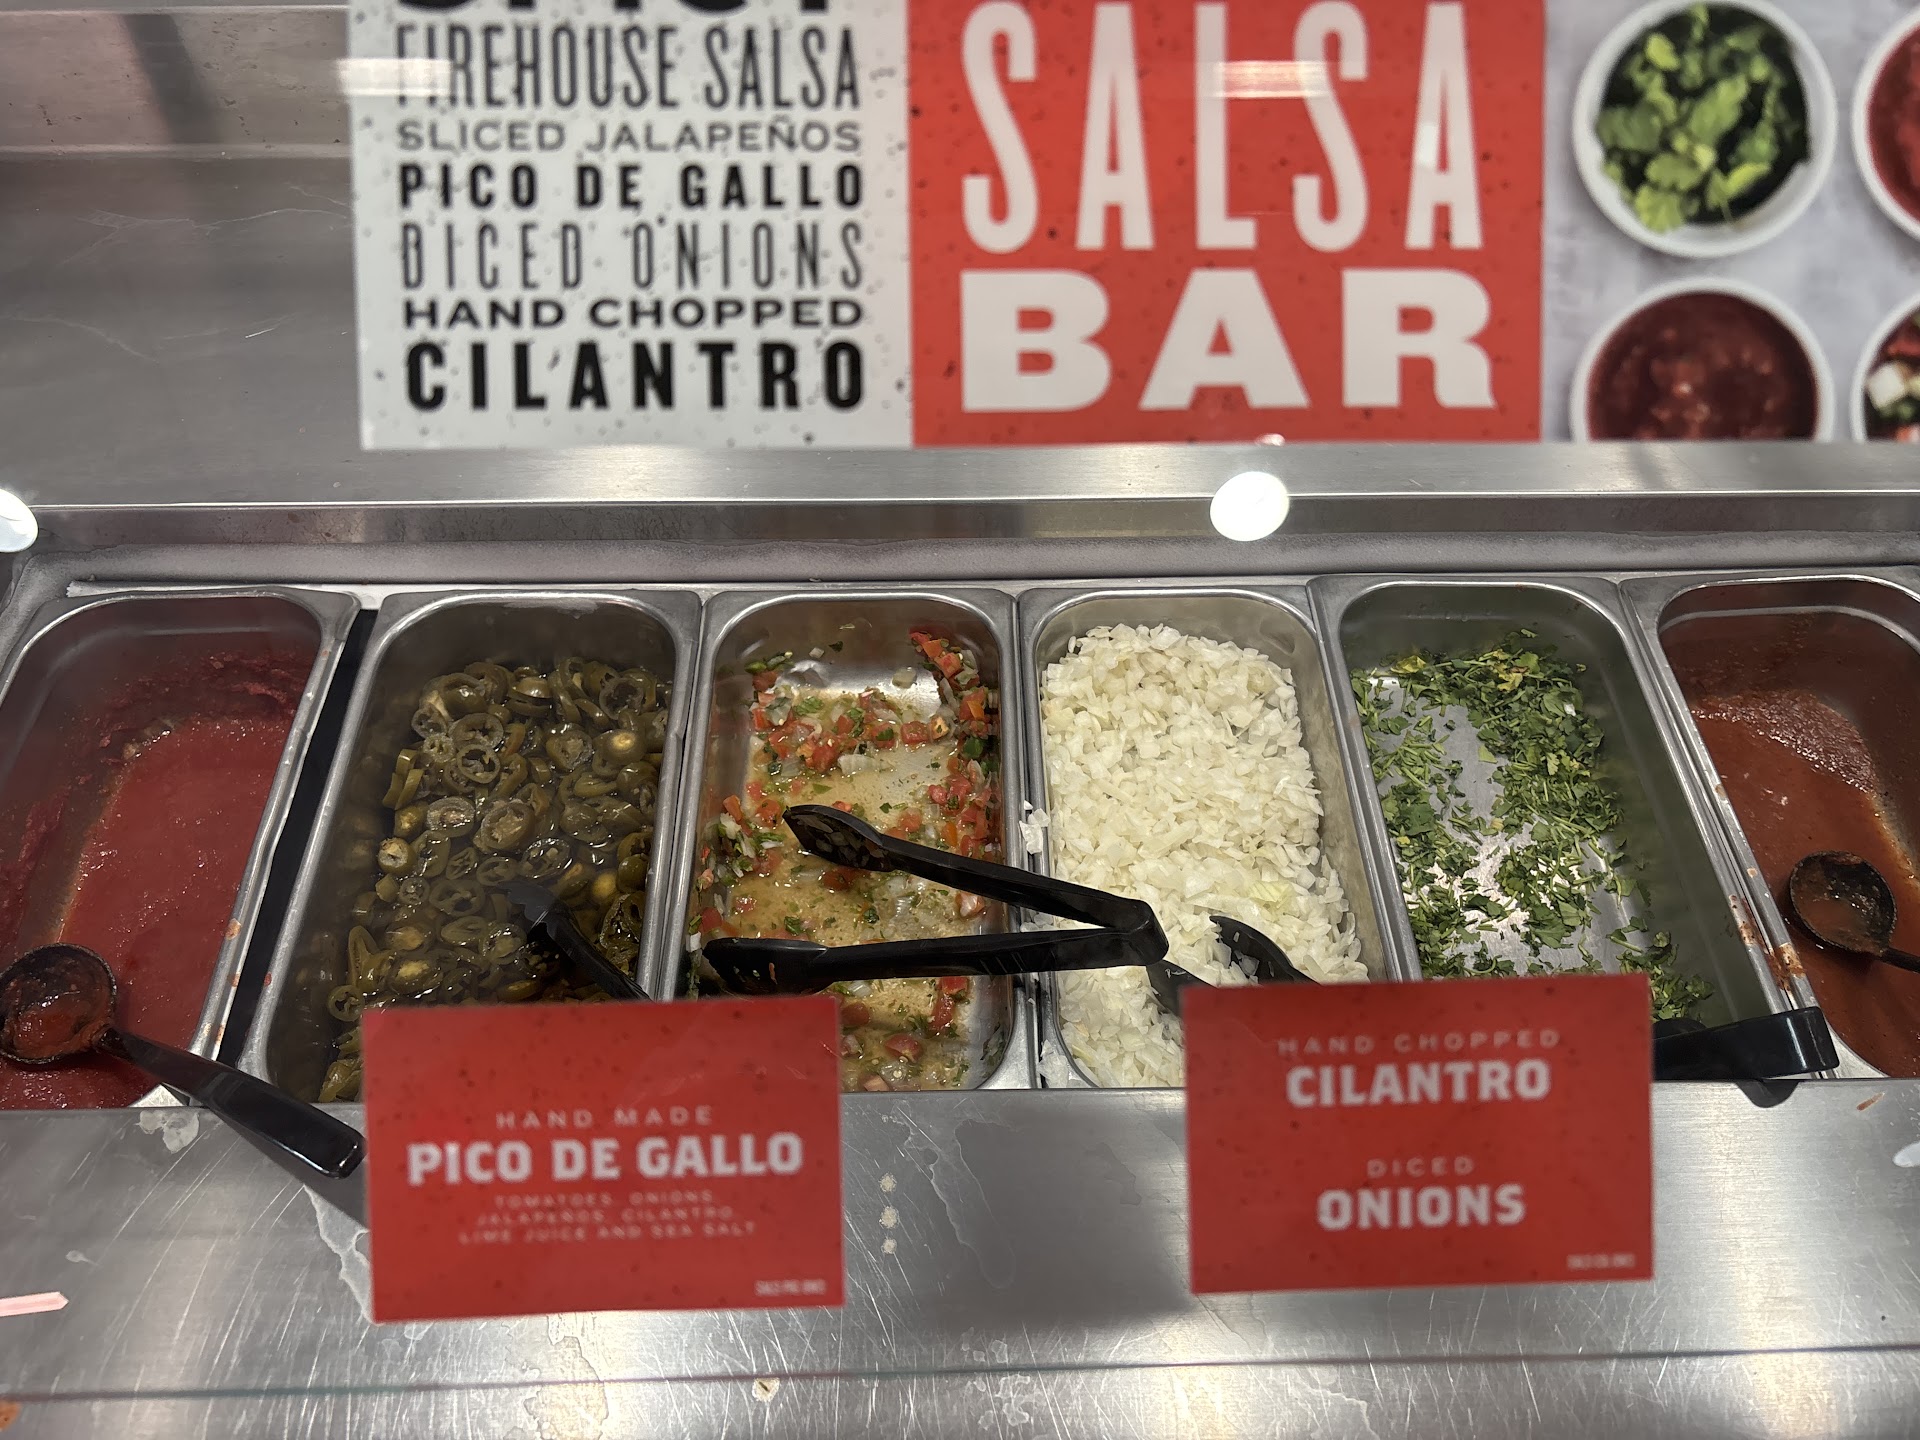 SPICY
FIREHOUSE SALSA
SLICED JALAPEÑOS
PICO DE GALLO
DICED ONIONS
HAND CHOPPED
CILANTRO
SALSA
BAR
HAND MADE
PICO DE GALLO
TOMATOES, ONIONS,
JALAPEÑOS, CILANTRO,
LIME JUICE AND SEA SALT
HAND CHOPPED
CILANTRO
DICED
ONIONS